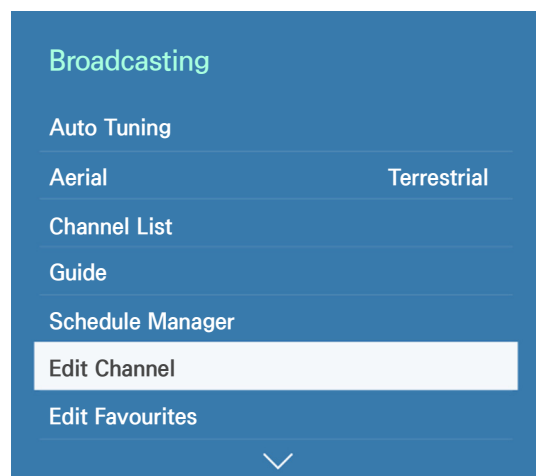 Broadcasting
Auto Tuning
Aerial Terrestrial
Channel List
Guide
Schedule Manager
Edit Channel
Edit Favourites